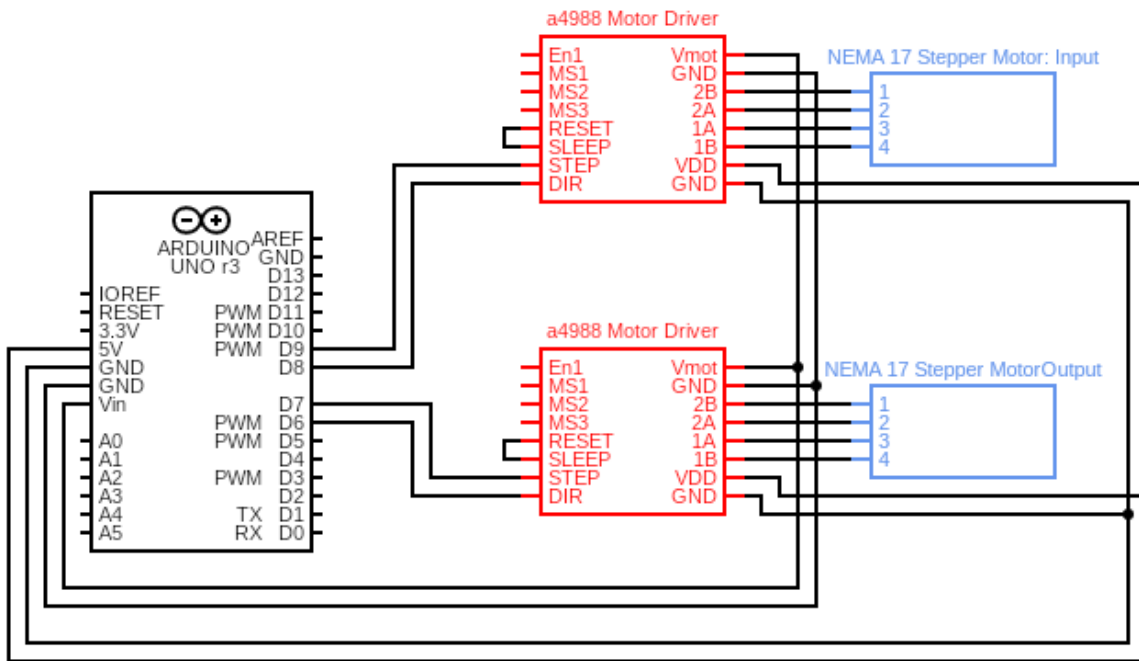 a4988 Motor Driver
En1 Vmot
MS1 GND
MS2 2B
MS3 2A
RESET 1A
SLEEP 1B
STEP VDD
DIR GND
NEMA 17 Stepper Motor: Input
1
2
3
4
ARDUINO
UNO r3
AREF
GND
D13
IOREF D12
RESET PWM D11
3.3V PWM D10
5V PWM D9
GND D8
GND
Vin D7
PWM D6
A0 PWM D5
A1 D4
A2 PWM D3
A3 D2
A4 TX D1
A5 RX D0
a4988 Motor Driver
En1 Vmot
MS1 GND
MS2 2B
MS3 2A
RESET 1A
SLEEP 1B
STEP VDD
DIR GND
NEMA 17 Stepper MotorOutput
1
2
3
4